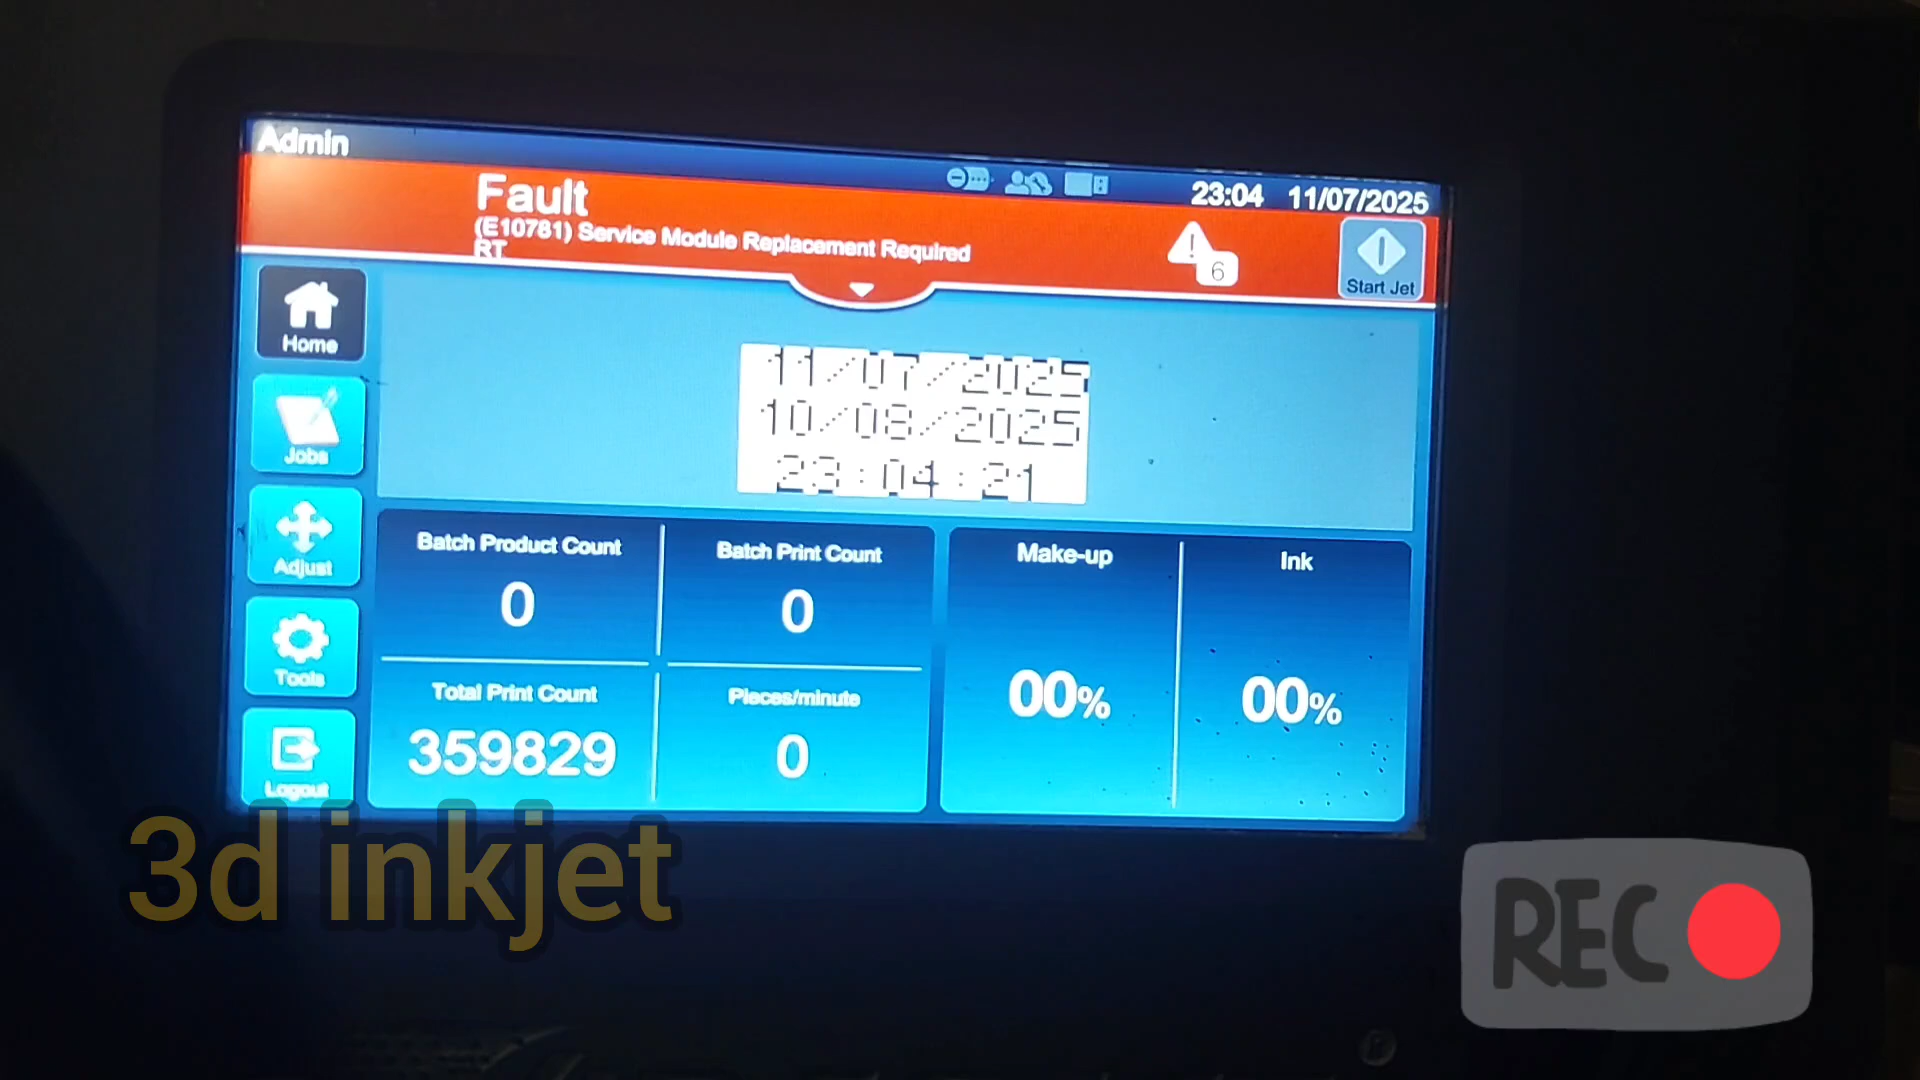 Admin
23:04 11/07/2025
Fault
(E10781) Service Module Replacement Required
RT
6
Start Jet
Home
Jobs
Adjust
Tools
Logout
11/07/2025
10/08/2025
23:04:21
Batch Product Count
0
Batch Print Count
0
Total Print Count
359829
Pieces/minute
0
Make-up
00%
Ink
00%
3d inkjet
REC